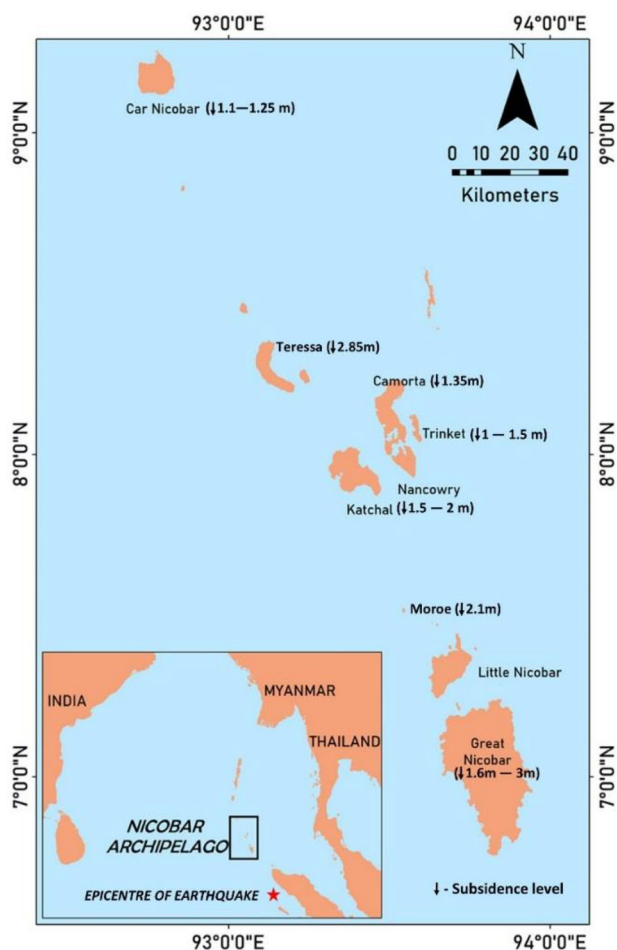 93°0'0"E
94°0'0"E
N
0 10 20 30 40
Kilometers
Car Nicobar (↓1.1—1.25 m)
9°0'0"N
9°0'0"N
Teressa (↓2.85m)
Camorta (↓1.35m)
Trinket (↓1 — 1.5 m)
8°0'0"N
8°0'0"N
Nancowry
Katchal (↓1.5 — 2 m)
Moroe (↓2.1m)
Little Nicobar
Great
Nicobar
(↓1.6m — 3m)
7°0'0"N
7°0'0"N
INDIA
MYANMAR
THAILAND
NICOBAR
ARCHIPELAGO
EPICENTRE OF EARTHQUAKE
↓ - Subsidence level
93°0'0"E
94°0'0"E